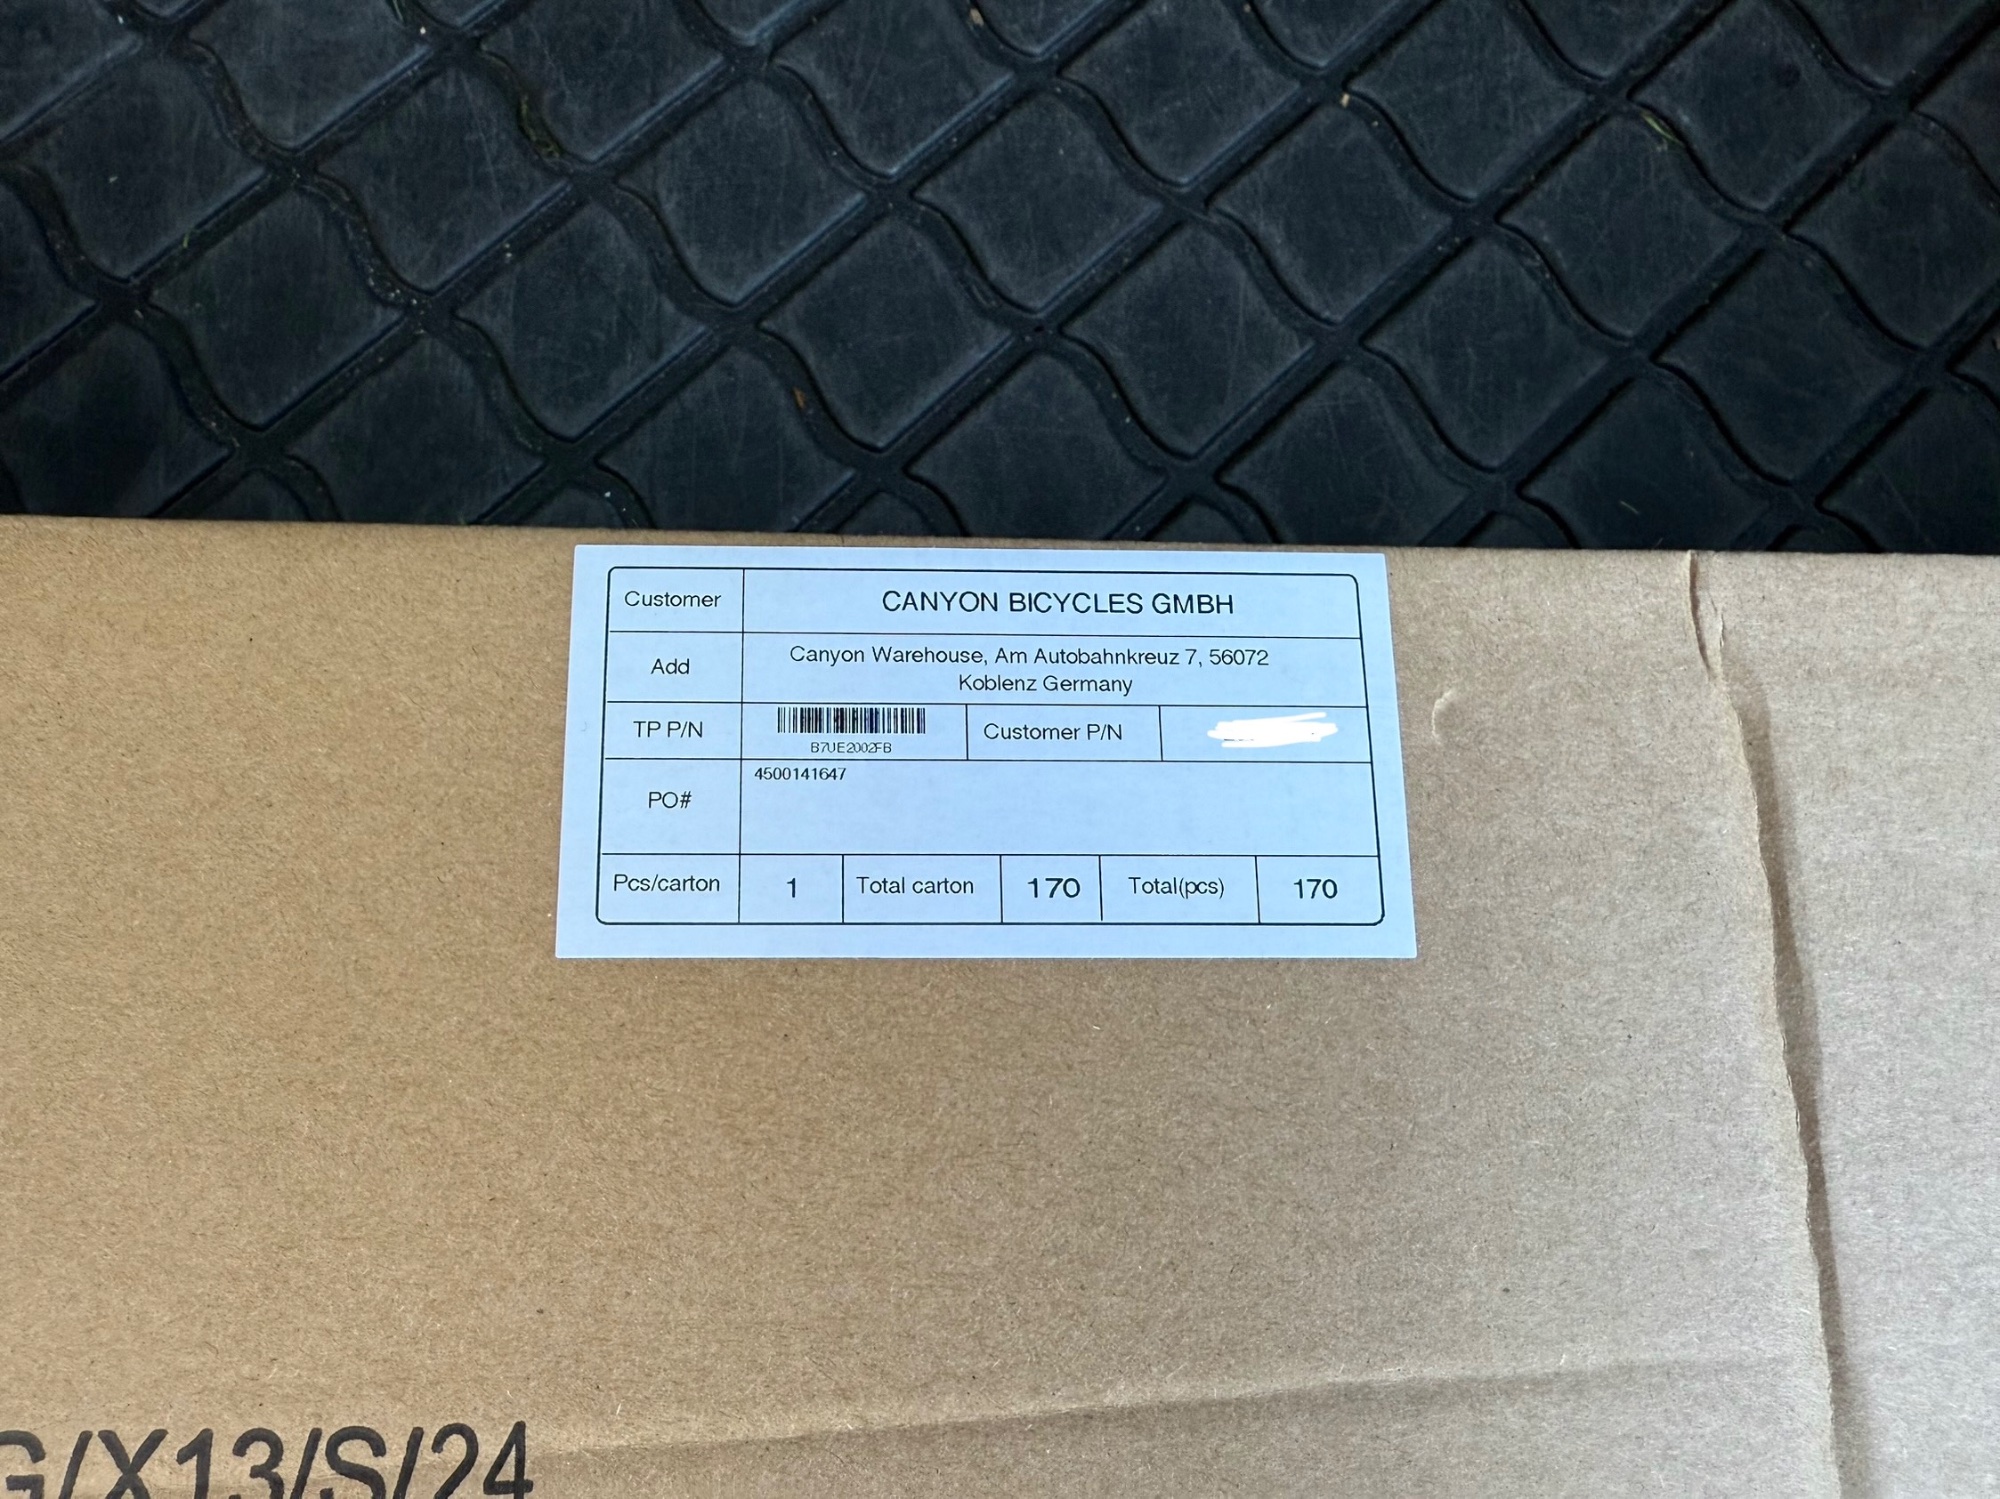 Customer CANYON BICYCLES GMBH
Add Canyon Warehouse, Am Autobahnkreuz 7, 56072
Koblenz Germany
TP P/N B7UE2002FB Customer P/N
PO# 4500141647
Pcs/carton 1 Total carton 170 Total(pcs) 170
G/X13/S/24